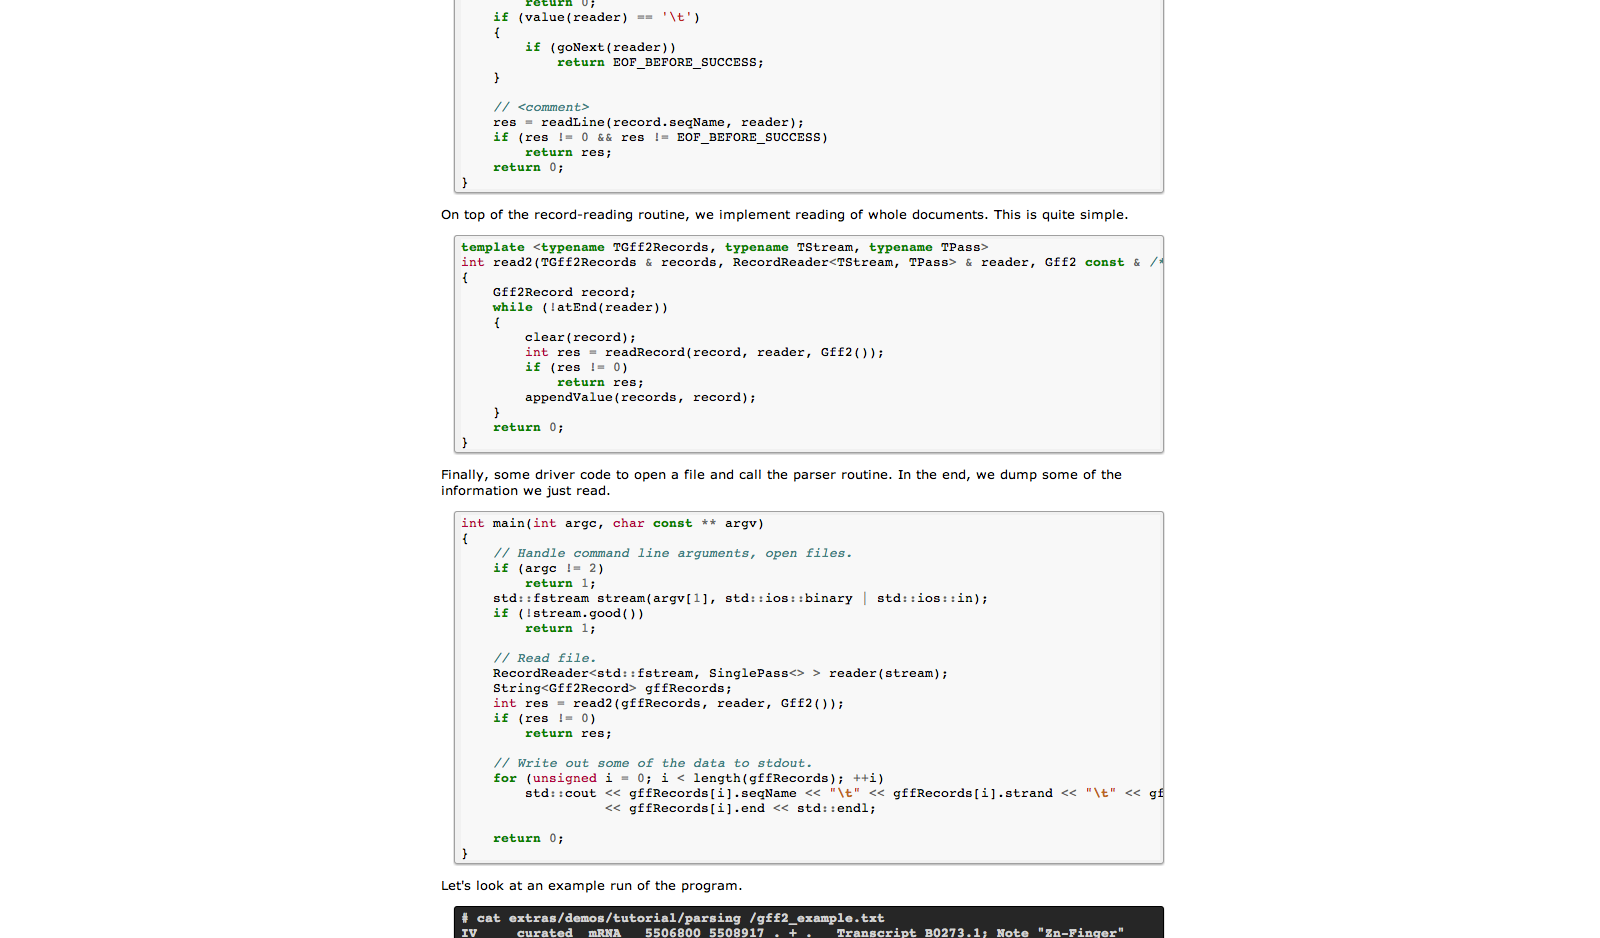 return 0;
if (value(reader) == '\t')
{
if (goNext(reader))
return EOF_BEFORE_SUCCESS;
}
// <comment>
res = readLine(record.seqName, reader);
if (res != 0 && res != EOF_BEFORE_SUCCESS)
return res;
return 0;
}
On top of the record-reading routine, we implement reading of whole documents. This is quite simple.
template <typename TGff2Records, typename TStream, typename TPass>
int read2(TGff2Records & records, RecordReader<TStream, TPass> & reader, Gff2 const & /*
{
Gff2Record record;
while (!atEnd(reader))
{
clear(record);
int res = readRecord(record, reader, Gff2());
if (res != 0)
return res;
appendValue(records, record);
}
return 0;
}
Finally, some driver code to open a file and call the parser routine. In the end, we dump some of the
information we just read.
int main(int argc, char const ** argv)
{
// Handle command line arguments, open files.
if (argc != 2)
return 1;
std::fstream stream(argv[1], std::ios::binary | std::ios::in);
if (!stream.good())
return 1;
// Read file.
RecordReader<std::fstream, SinglePass<> > reader(stream);
String<Gff2Record> gffRecords;
int res = read2(gffRecords, reader, Gff2());
if (res != 0)
return res;
// Write out some of the data to stdout.
for (unsigned i = 0; i < length(gffRecords); ++i)
std::cout << gffRecords[i].seqName << "\t" << gffRecords[i].strand << "\t" << gf
<< gffRecords[i].end << std::endl;
return 0;
}
Let's look at an example run of the program.
# cat extras/demos/tutorial/parsing /gff2_example.txt
IV curated mRNA 5506800 5508917 . + . Transcript B0273.1; Note "Zn-Finger"